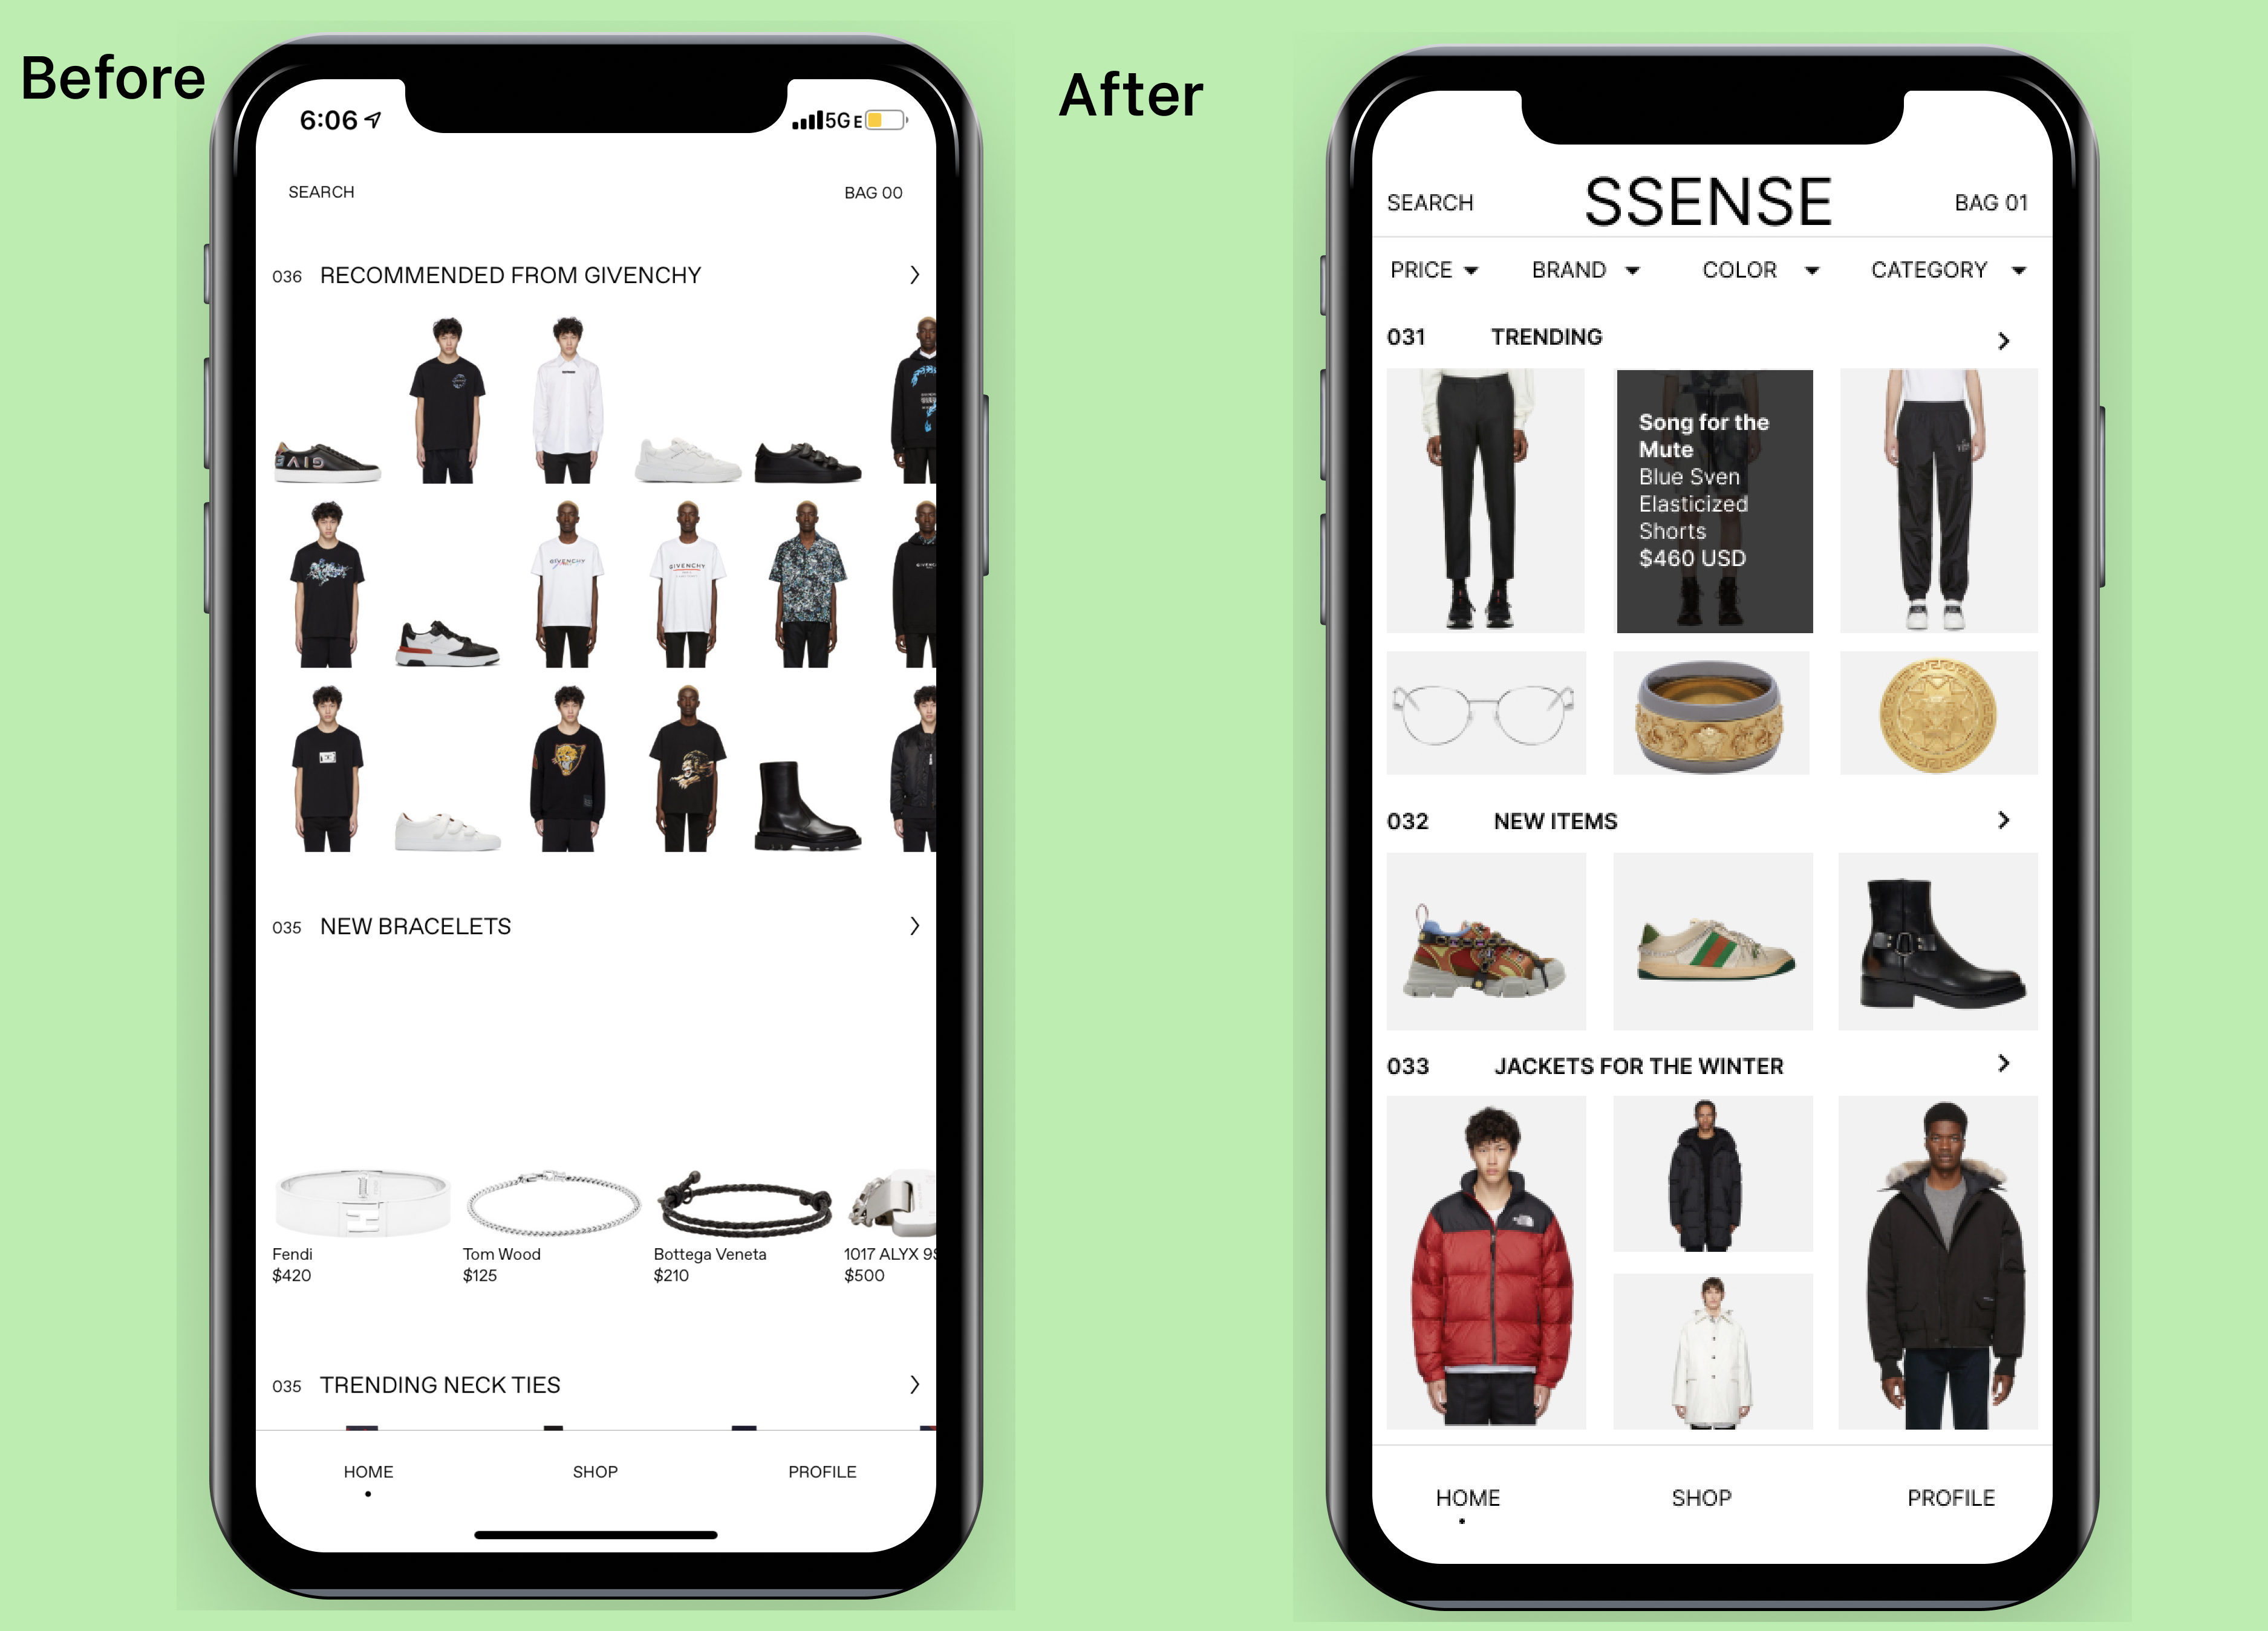 Before
6:06
5G E
SEARCH
BAG 00
036 RECOMMENDED FROM GIVENCHY
GIVENCHY
GIVENCHY
035 NEW BRACELETS
Fendi
$420
Tom Wood
$125
Bottega Veneta
$210
1017 ALYX 9S
$500
035 TRENDING NECK TIES
HOME
SHOP
PROFILE
After
SEARCH
SSENSE
BAG 01
PRICE
BRAND
COLOR
CATEGORY
031 TRENDING
Song for the
Mute
Blue Sven
Elasticized
Shorts
$460 USD
032 NEW ITEMS
033 JACKETS FOR THE WINTER
HOME
SHOP
PROFILE